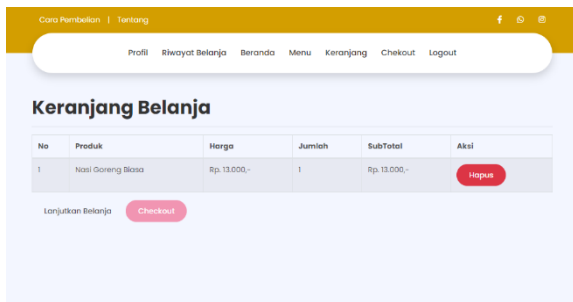 Cara Pembelian | Tentang
Profil Riwayat Belanja Beranda Menu Keranjang Chekout Logout
Keranjang Belanja
No Produk Harga Jumlah SubTotal Aksi
1 Nasi Goreng Biasa Rp. 13.000,- 1 Rp. 13.000,- Hapus
Lanjutkan Belanja Checkout